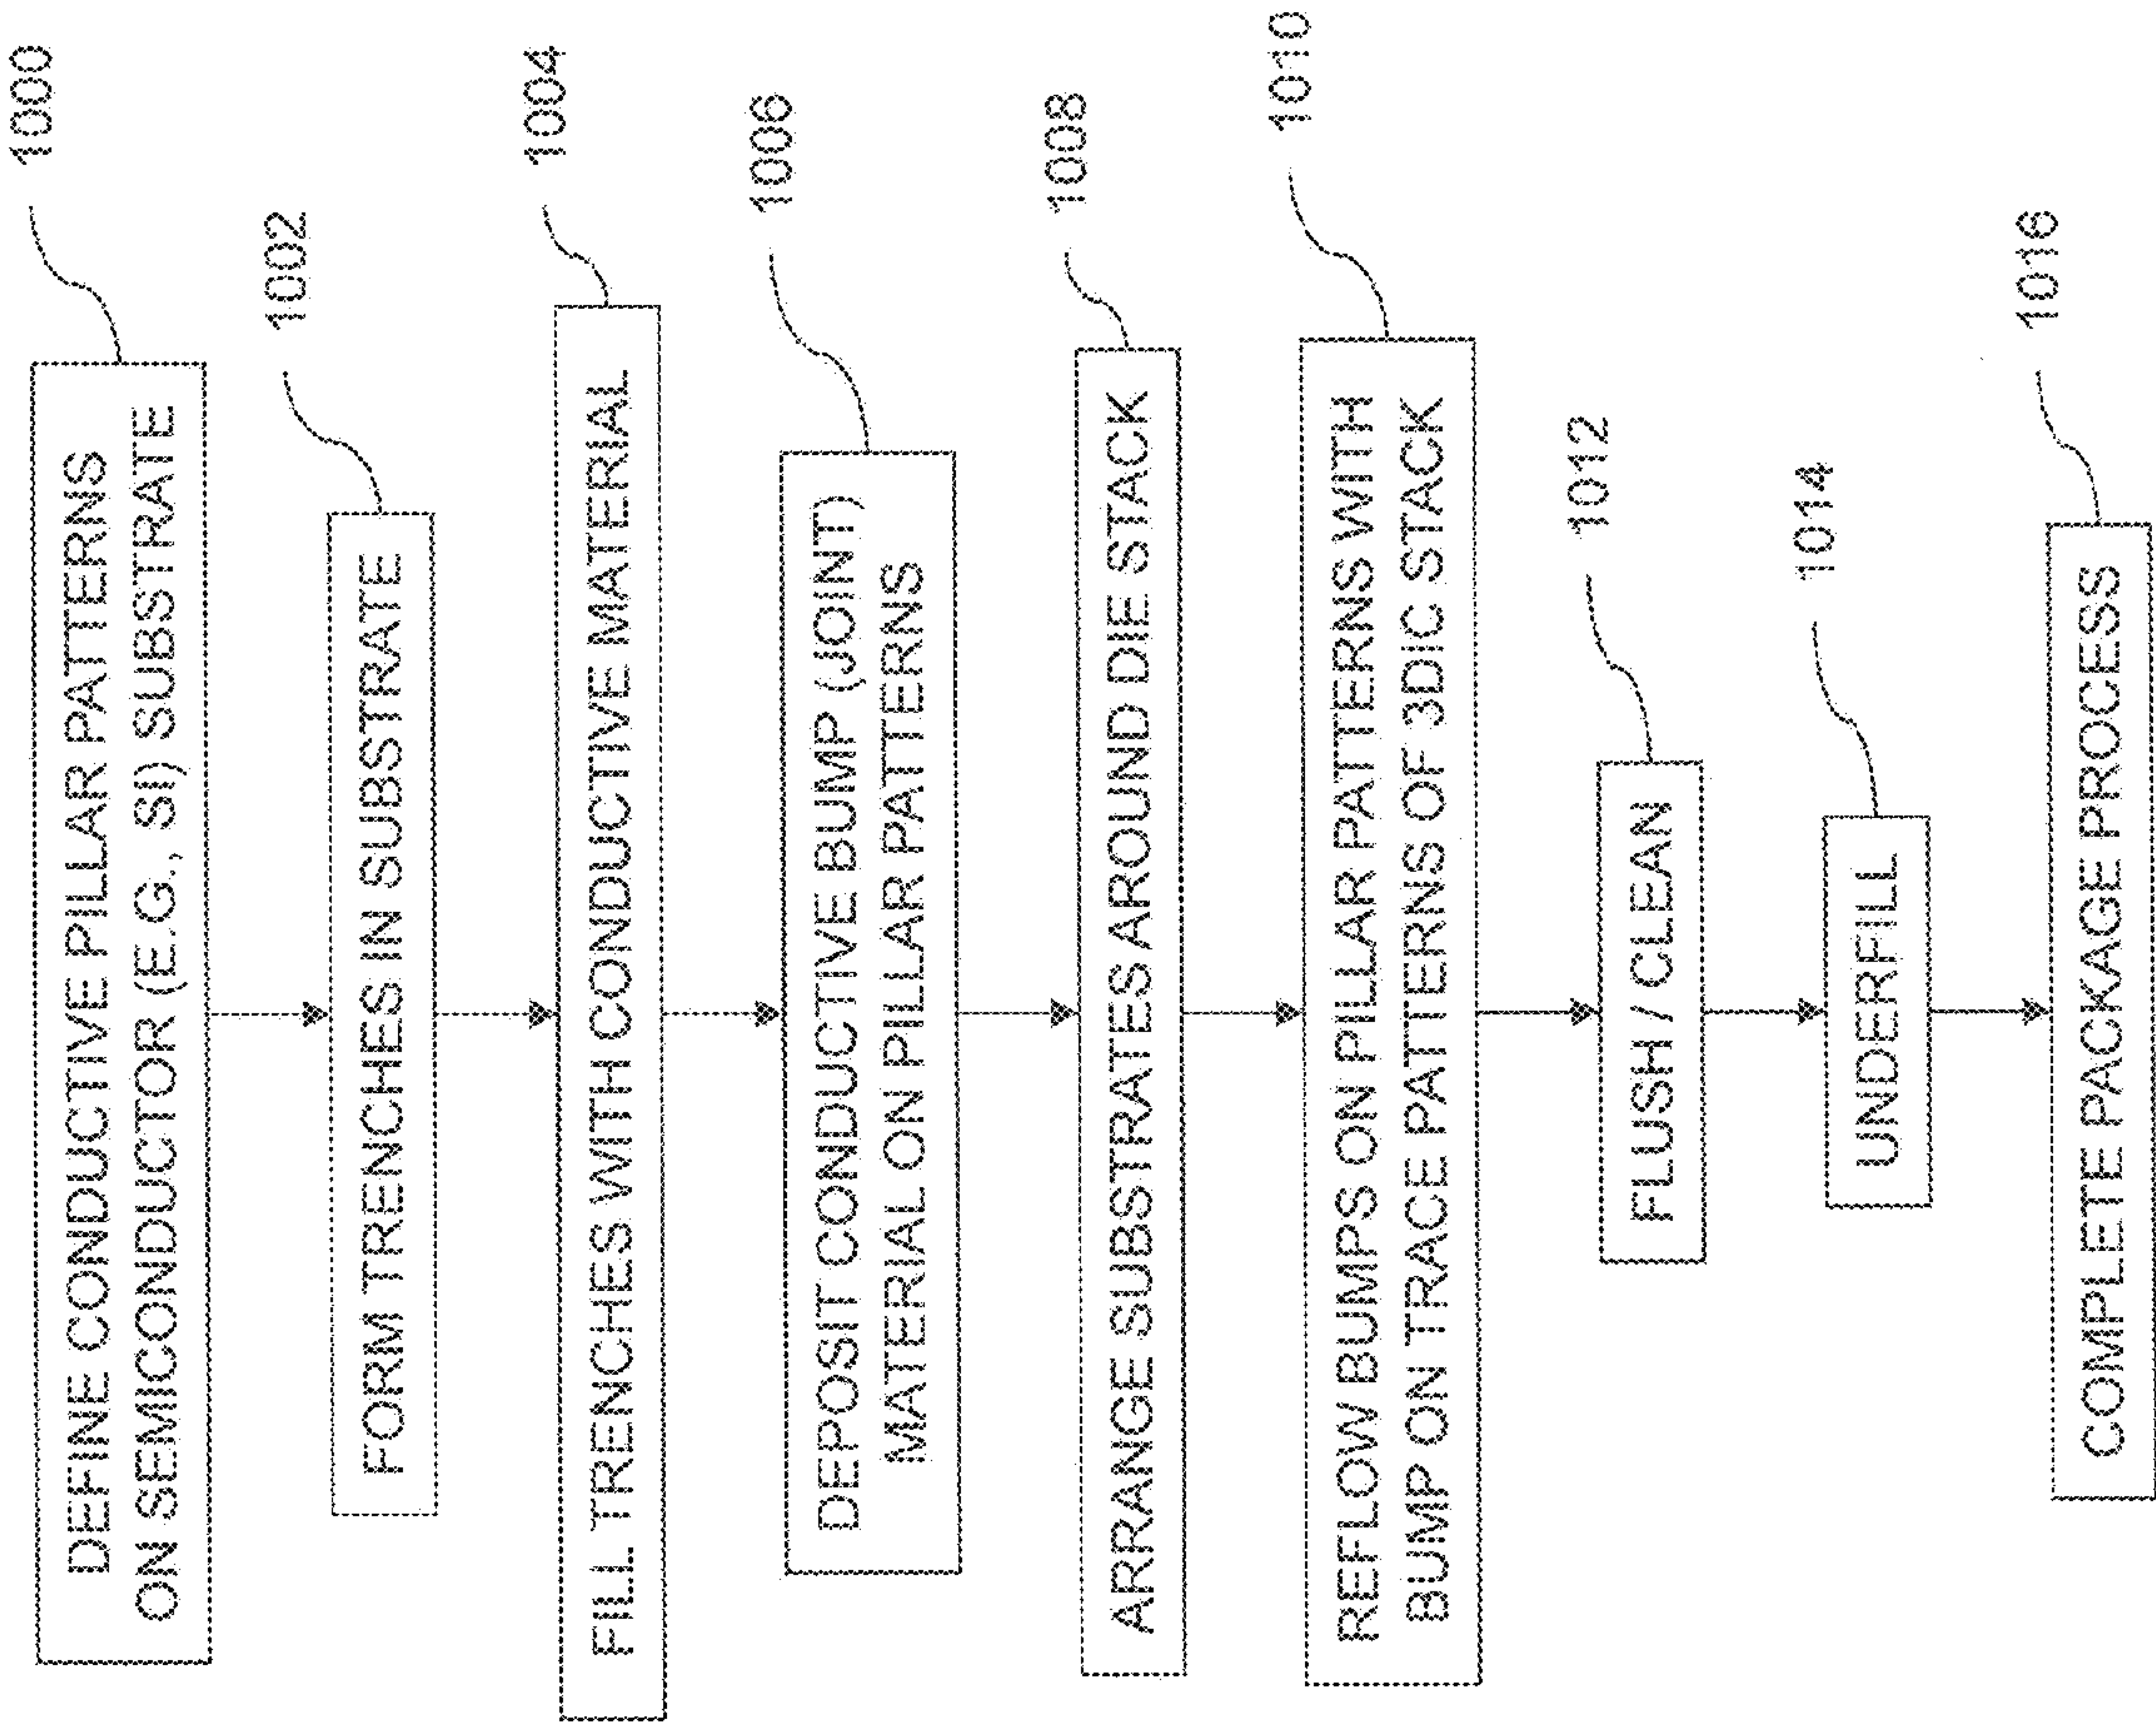 1000
DEFINE CONDUCTIVE PILLAR PATTERNS
ON SEMICONDUCTOR (E.G., SI) SUBSTRATE
1002
FORM TRENCHES IN SUBSTRATE
1004
FILL TRENCHES WITH CONDUCTIVE MATERIAL
1006
DEPOSIT CONDUCTIVE BUMP (JOINT)
MATERIAL ON PILLAR PATTERNS
1008
ARRANGE SUBSTRATES AROUND DIE STACK
1010
REFLOW BUMPS ON PILLAR PATTERNS WITH
BUMP ON TRACE PATTERNS OF 3DIC STACK
1012
FLUSH / CLEAN
1014
UNDERFILL
1016
COMPLETE PACKAGE PROCESS